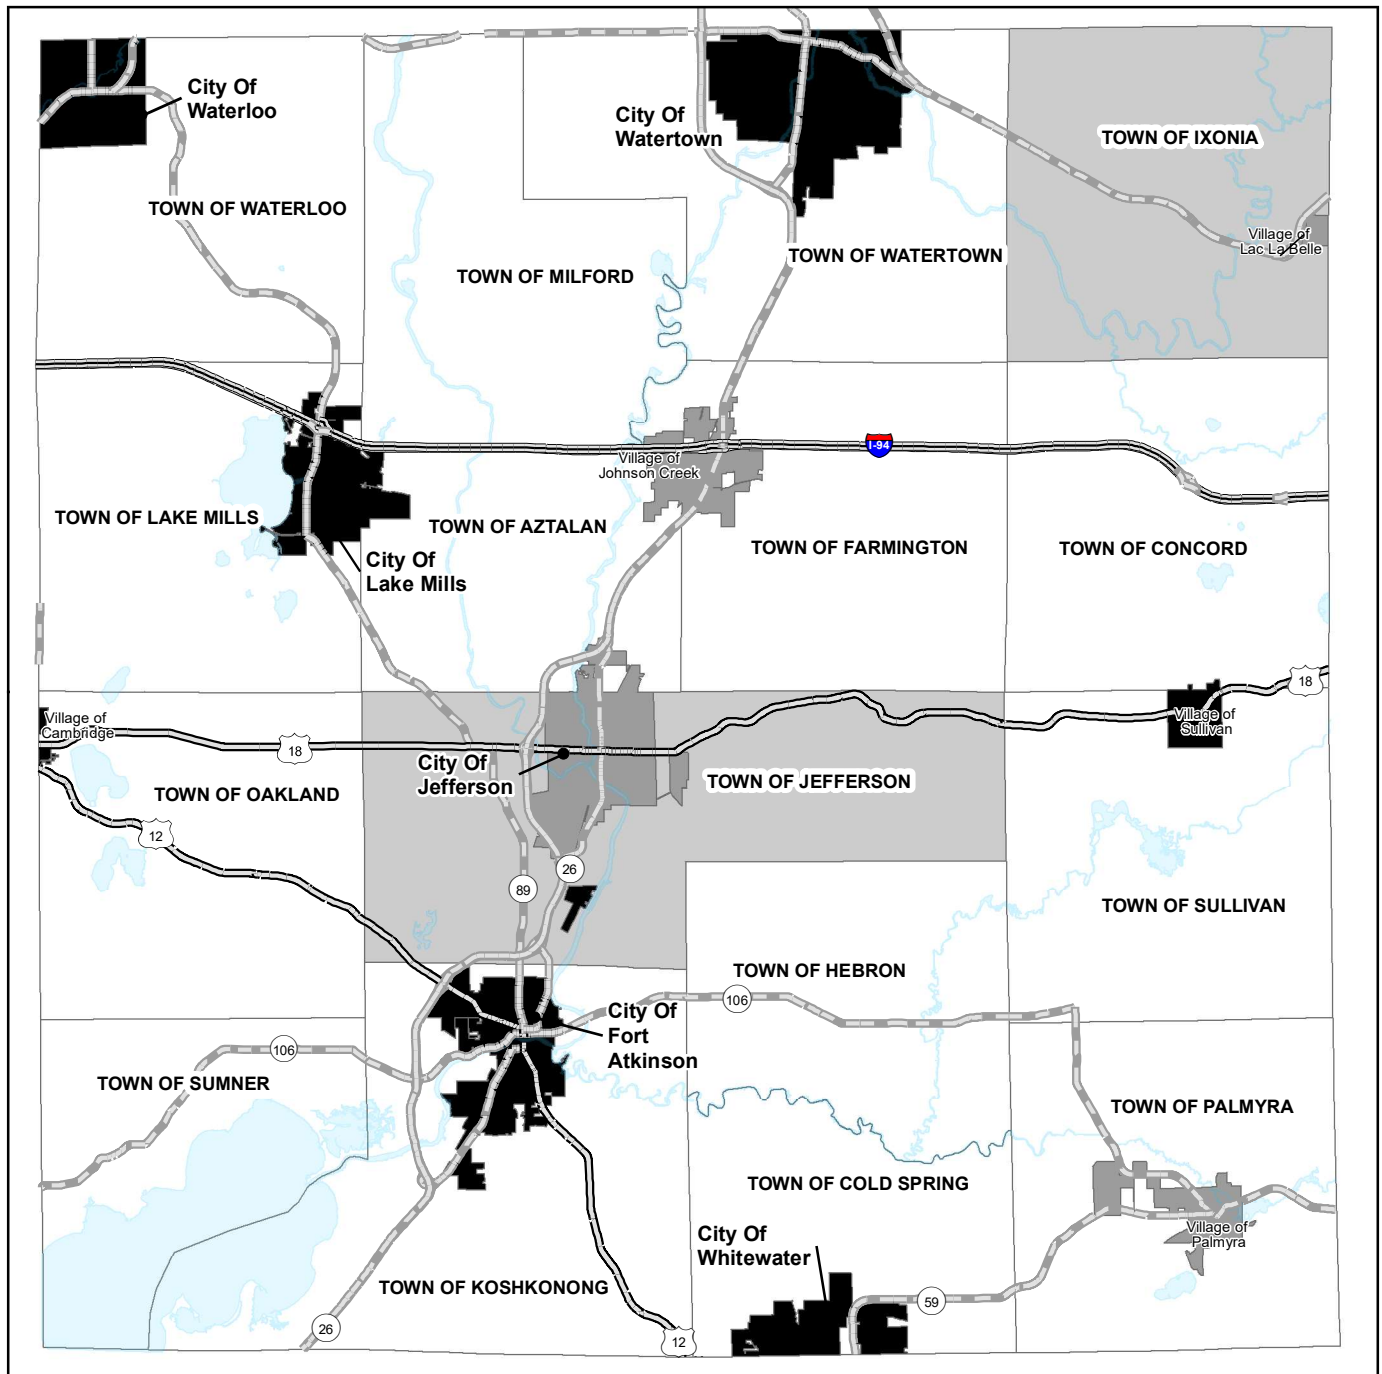 City Of
Waterloo
City Of
Watertown
TOWN OF IXONIA
TOWN OF WATERLOO
Village of
Lac La Belle
TOWN OF WATERTOWN
TOWN OF MILFORD
I-94
Village of
Johnson Creek
TOWN OF LAKE MILLS
TOWN OF AZTALAN
TOWN OF FARMINGTON
TOWN OF CONCORD
City Of
Lake Mills
18
Village of
Cambridge
Village of
Sullivan
18
City Of
Jefferson
TOWN OF JEFFERSON
TOWN OF OAKLAND
12
26
89
TOWN OF SULLIVAN
TOWN OF HEBRON
106
City Of
Fort
Atkinson
106
TOWN OF SUMNER
TOWN OF PALMYRA
TOWN OF COLD SPRING
Village of
Palmyra
City Of
Whitewater
TOWN OF KOSHKONONG
59
26
12